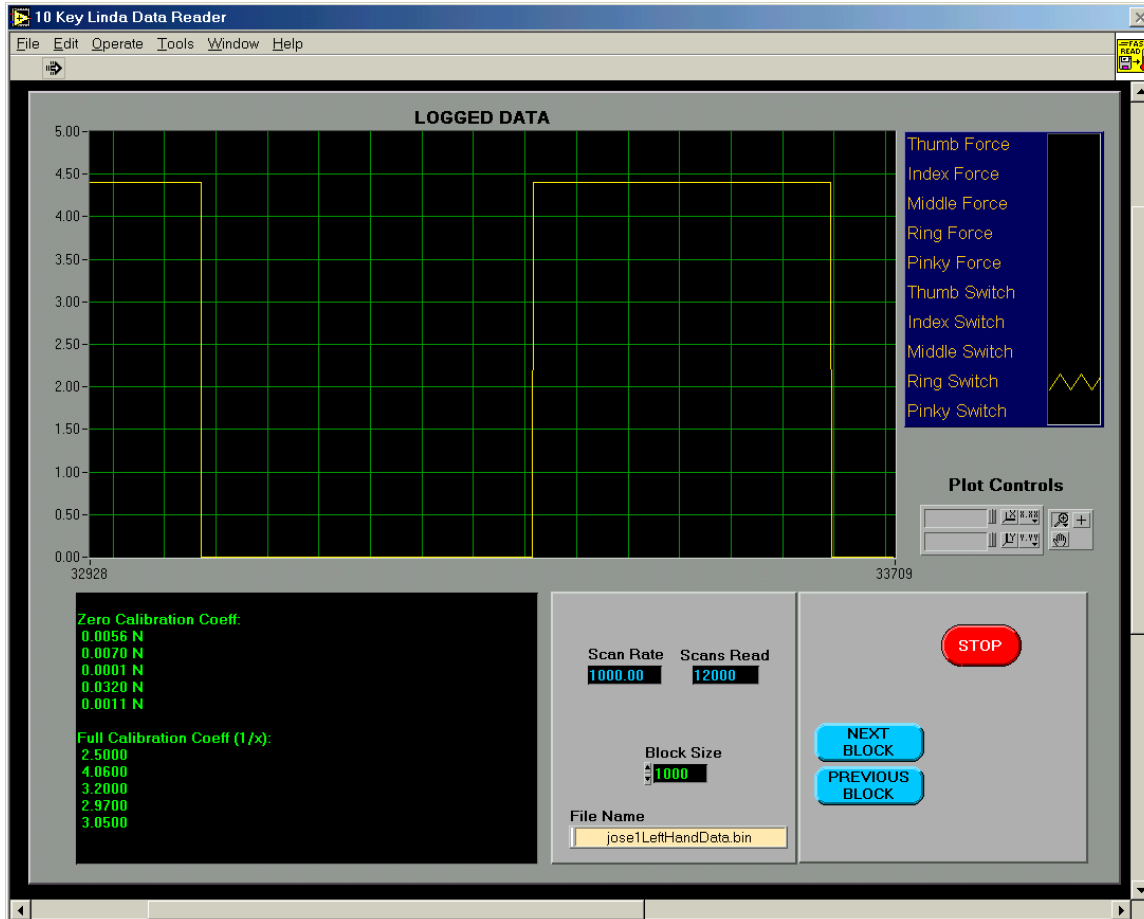 10 Key Linda Data Reader
File Edit Operate Tools Window Help
FAS
READ
LOGGED DATA
5.00
4.50
4.00
3.50
3.00
2.50
2.00
1.50
1.00
0.50
0.00
32928 33709
Thumb Force
Index Force
Middle Force
Ring Force
Pinky Force
Thumb Switch
Index Switch
Middle Switch
Ring Switch
Pinky Switch
Plot Controls
X X.XX
Y Y.YY
Zero Calibration Coeff:
0.0056 N
0.0070 N
0.0001 N
0.0320 N
0.0011 N
Full Calibration Coeff (1/x):
2.5000
4.0600
3.2000
2.9700
3.0500
Scan Rate Scans Read
1000.00 12000
Block Size
1000
File Name
jose1LeftHandData.bin
STOP
NEXT
BLOCK
PREVIOUS
BLOCK